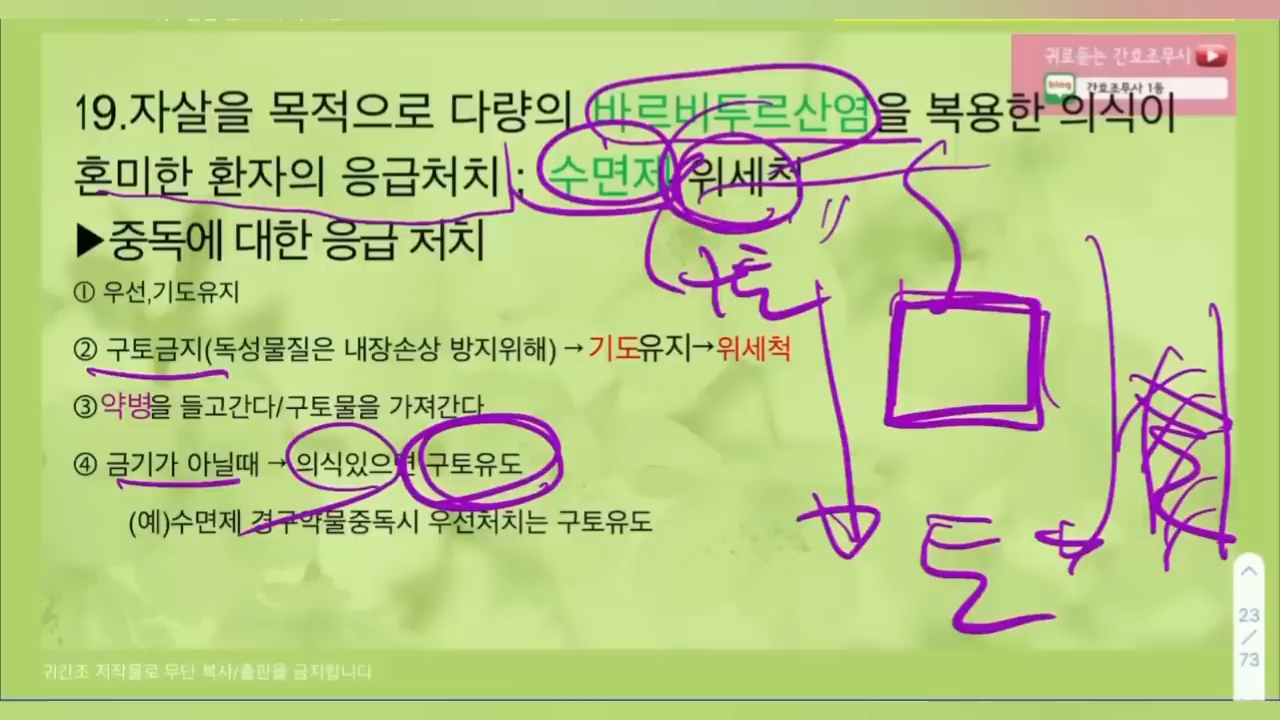 귀로듣는 간호조무사
blog 간호조무사 1등
19.자살을 목적으로 다량의 바르비투르산염을 복용한 의식이
혼미한 환자의 응급처치 ; 수면제 위세척
구토
▶중독에 대한 응급 처치
① 우선,기도유지
② 구토금지(독성물질은 내장손상 방지위해) →기도유지→위세척
③약병을 들고간다/구토물을 가져간다
④ 금기가 아닐때 → 의식있으면 구토유도
(예)수면제 경구약물중독시 우선처치는 구토유도
토
23
/
73
귀간조 저작물로 무단 복사/출판을 금지합니다